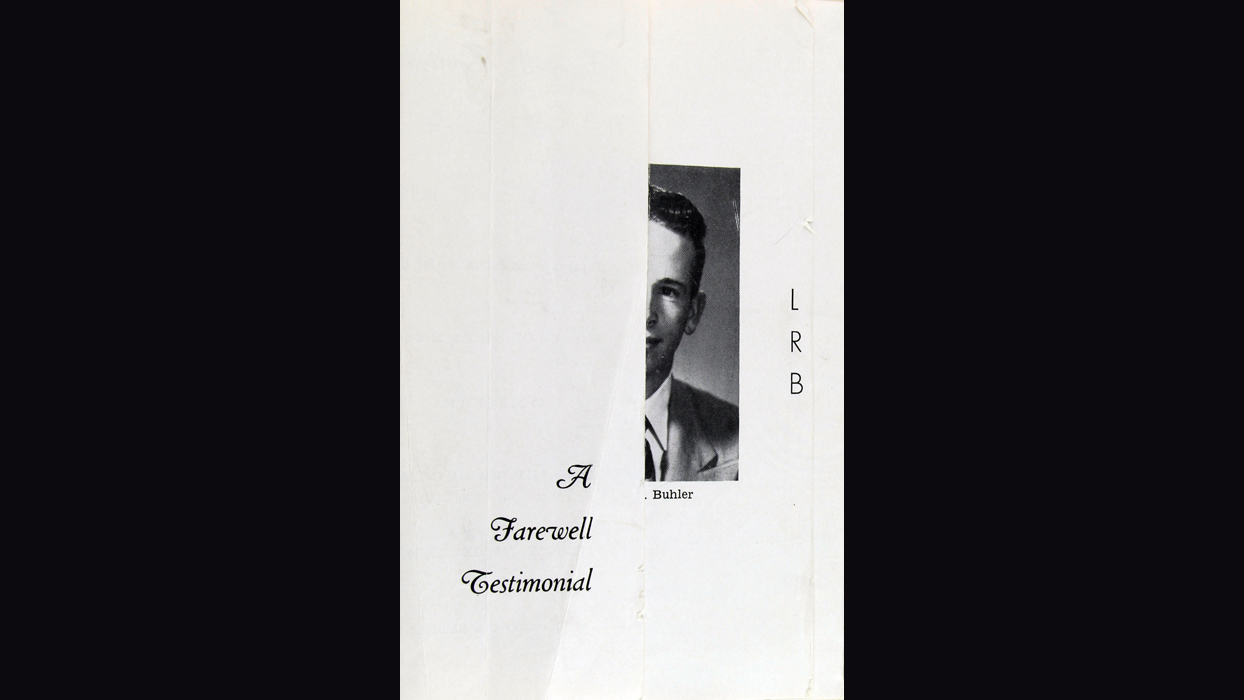 A
Farewell
Testimonial
. Buhler
L
R
B